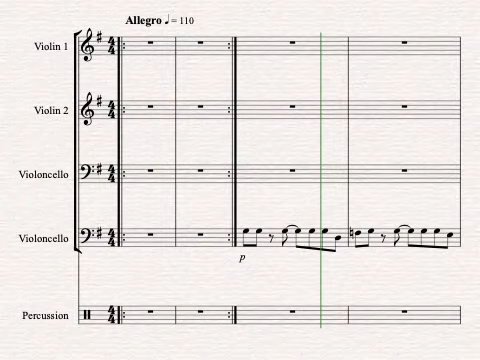 Allegro ♩ = 110
Violin 1
Violin 2
Violoncello
Violoncello
p
Percussion